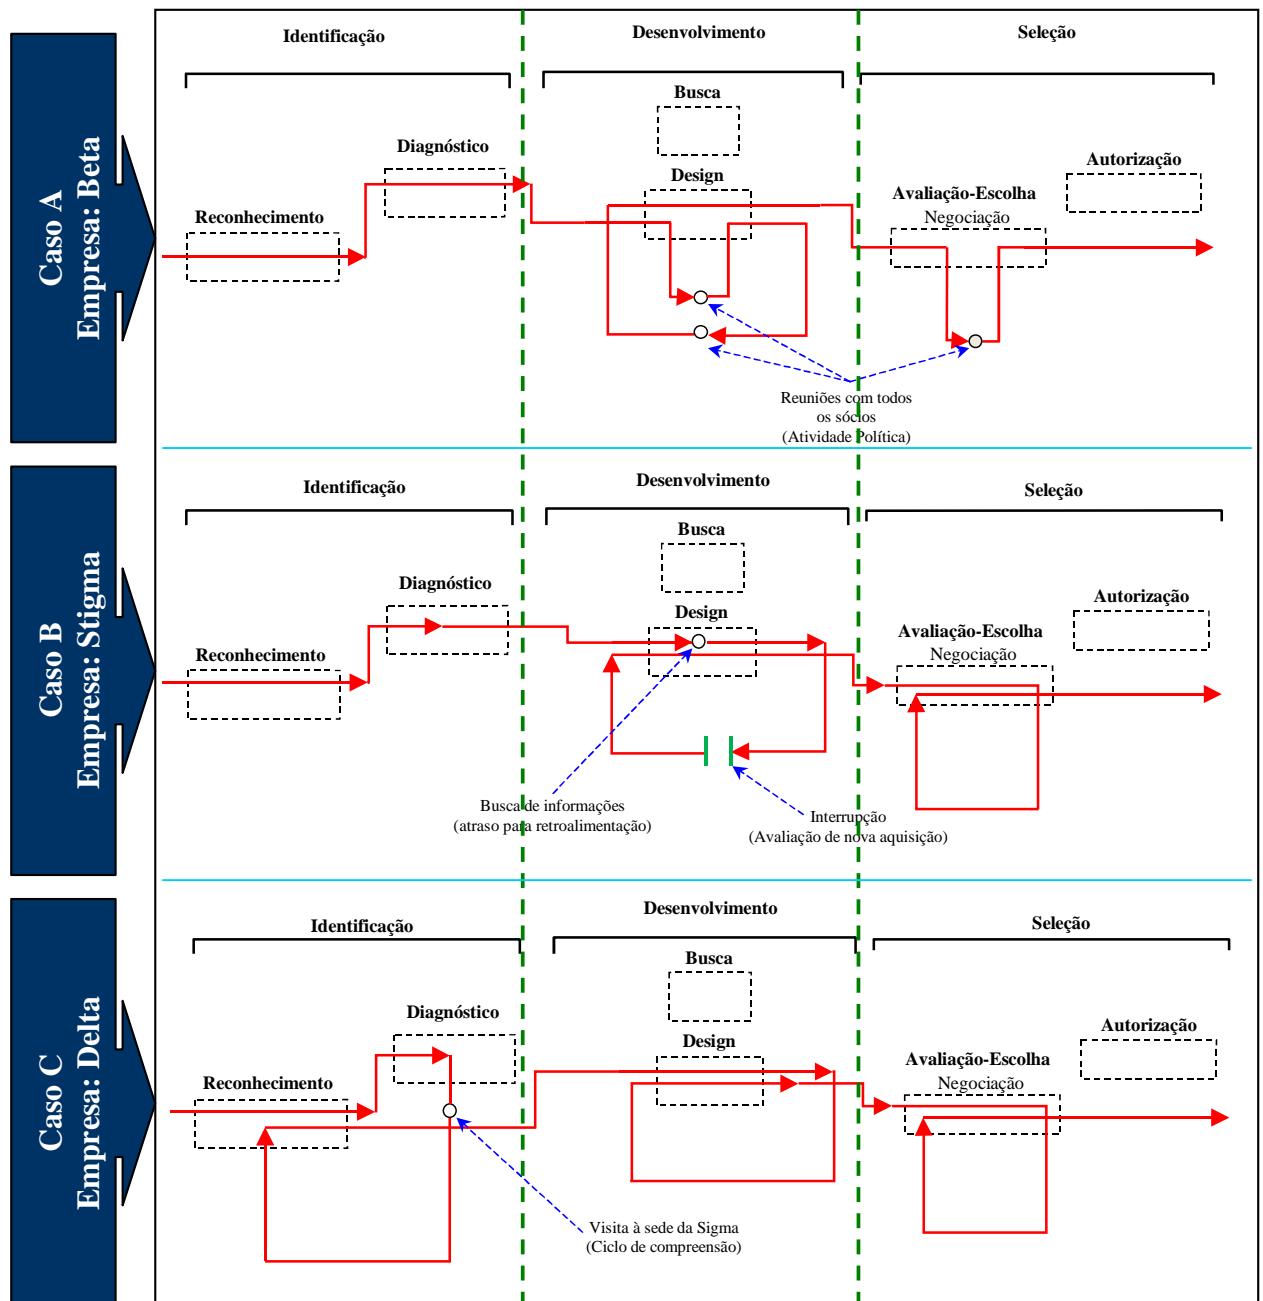 Caso A
Empresa: Beta
Identificação
Desenvolvimento
Seleção
Busca
Diagnóstico
Autorização
Design
Avaliação-Escolha
Negociação
Reconhecimento
Reuniões com todos
os sócios
(Atividade Política)
Caso B
Empresa: Stigma
Identificação
Desenvolvimento
Seleção
Busca
Diagnóstico
Autorização
Design
Avaliação-Escolha
Negociação
Reconhecimento
Busca de informações
(atraso para retroalimentação)
Interrupção
(Avaliação de nova aquisição)
Caso C
Empresa: Delta
Identificação
Desenvolvimento
Seleção
Busca
Diagnóstico
Autorização
Design
Avaliação-Escolha
Negociação
Reconhecimento
Visita à sede da Sigma
(Ciclo de compreensão)